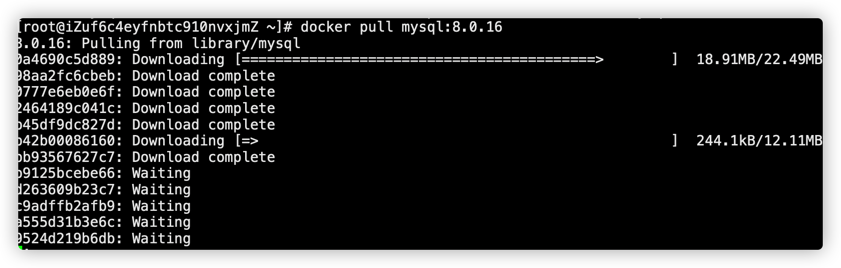 [root@iZuf6c4eyfnbtc910nvxjmZ ~]# docker pull mysql:8.0.16
8.0.16: Pulling from library/mysql
0a4690c5d889: Downloading [==========================================>        ]  18.91MB/22.49MB
98aa2fc6cbeb: Download complete
0777e6eb0e6f: Download complete
2464189c041c: Download complete
b45df9dc827d: Download complete
b42b00086160: Downloading [=>                                                 ]  244.1kB/12.11MB
bb93567627c7: Download complete
b9125bcebe66: Waiting
d263609b23c7: Waiting
c9adffb2afb9: Waiting
a555d31b3e6c: Waiting
9524d219b6db: Waiting